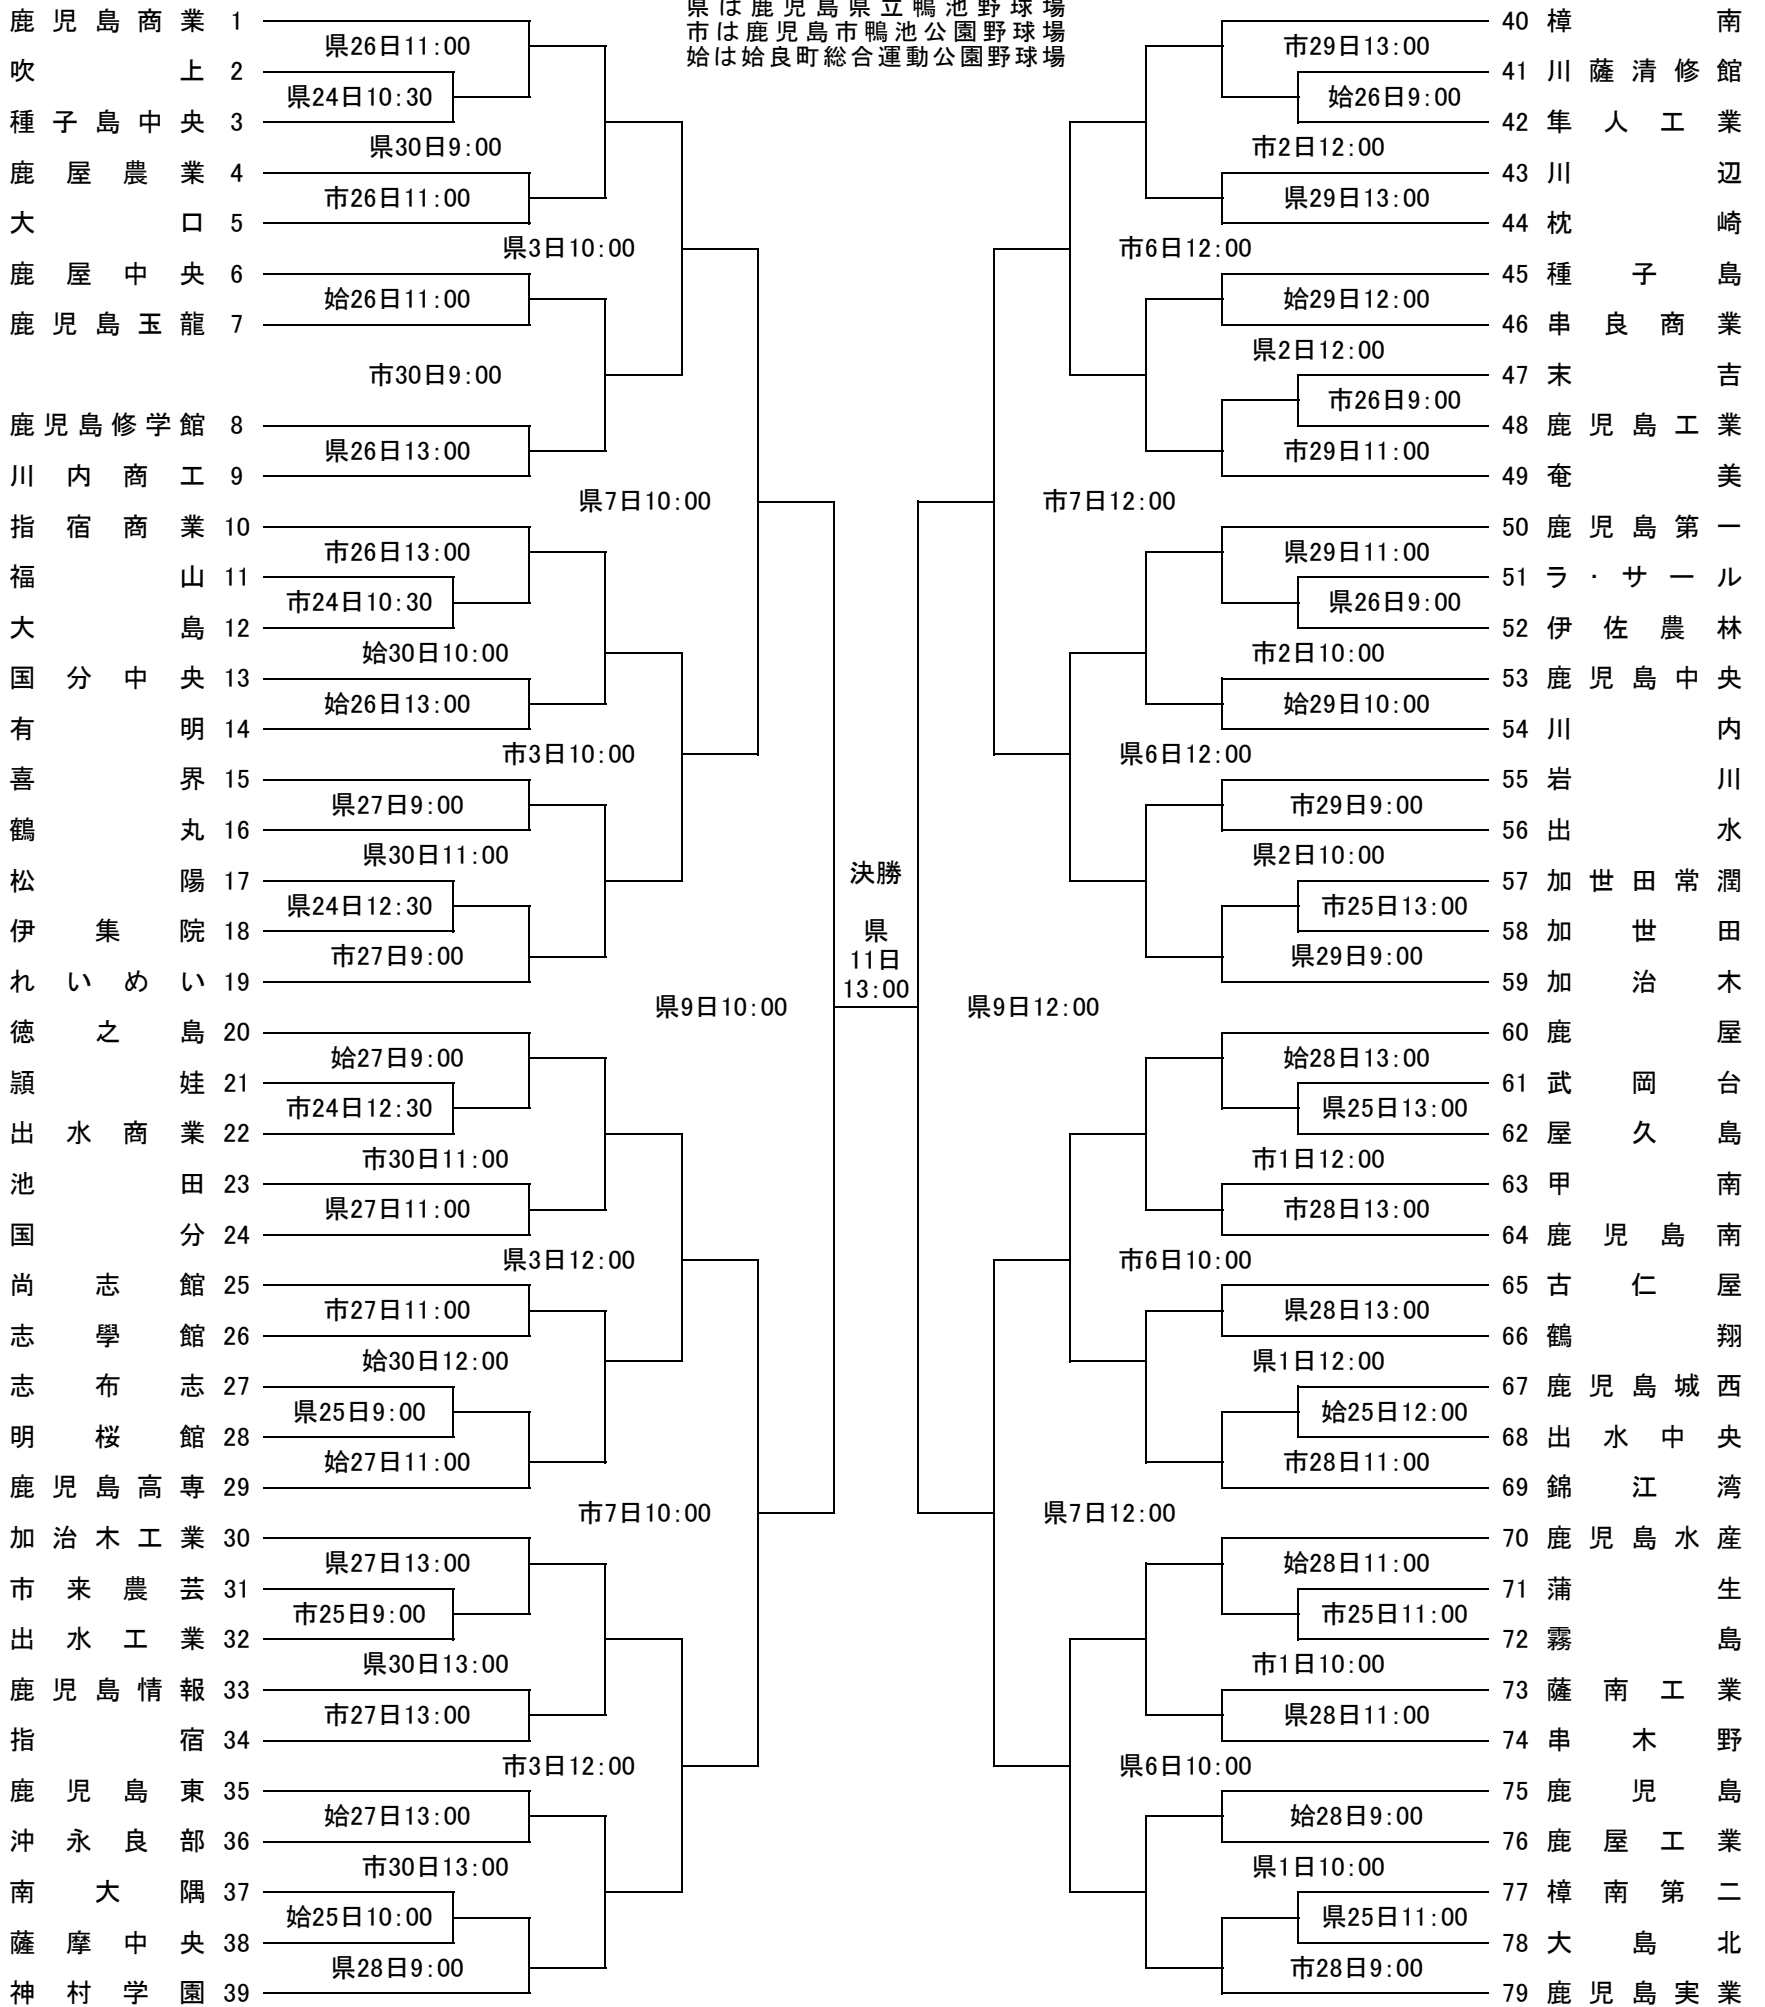 県は鹿児島県立鴨池野球場
市は鹿児島市鴨池公園野球場
始は始良町総合運動公園野球場
鹿児島商業 1
県26日11:00
吹上 2
県24日10:30
種子島中央 3
県30日9:00
鹿屋農業 4
市26日11:00
大口 5
県3日10:00
鹿屋中央 6
始26日11:00
鹿児島玉龍 7
市30日9:00
鹿児島修学館 8
県26日13:00
川内商工 9
県7日10:00
指宿商業 10
市26日13:00
福山 11
市24日10:30
大島 12
始30日10:00
国分中央 13
始26日13:00
有明 14
市3日10:00
喜界 15
県27日9:00
鶴丸 16
県30日11:00
松陽 17
県24日12:30
伊集院 18
市27日9:00
れいめい 19
県9日10:00
徳之島 20
始27日9:00
頴娃 21
市24日12:30
出水商業 22
市30日11:00
池田 23
県27日11:00
国分 24
県3日12:00
尚志館 25
市27日11:00
志學館 26
始30日12:00
志布志 27
県25日9:00
明桜館 28
始27日11:00
鹿児島高専 29
市7日10:00
加治木工業 30
県27日13:00
市来農芸 31
市25日9:00
出水工業 32
県30日13:00
鹿児島情報 33
市27日13:00
指宿 34
市3日12:00
鹿児島東 35
始27日13:00
沖永良部 36
市30日13:00
南大隅 37
始25日10:00
薩摩中央 38
県28日9:00
神村学園 39
決勝
県
11日
13:00
40 樟南
市29日13:00
41 川薩清修館
始26日9:00
42 隼人工業
市2日12:00
43 川辺
県29日13:00
44 枕崎
市6日12:00
45 種子島
始29日12:00
46 串良商業
県2日12:00
47 末吉
市26日9:00
48 鹿児島工業
市29日11:00
49 奄美
市7日12:00
50 鹿児島第一
県29日11:00
51 ラ・サール
県26日9:00
52 伊佐農林
市2日10:00
53 鹿児島中央
始29日10:00
54 川内
県6日12:00
55 岩川
市29日9:00
56 出水
県2日10:00
57 加世田常潤
市25日13:00
58 加世田
県29日9:00
59 加治木
県9日12:00
60 鹿屋
始28日13:00
61 武岡台
県25日13:00
62 屋久島
市1日12:00
63 甲南
市28日13:00
64 鹿児島南
市6日10:00
65 古仁屋
県28日13:00
66 鶴翔
県1日12:00
67 鹿児島城西
始25日12:00
68 出水中央
市28日11:00
69 錦江湾
県7日12:00
70 鹿児島水産
始28日11:00
71 蒲生
市25日11:00
72 霧島
市1日10:00
73 薩南工業
県28日11:00
74 串木野
県6日10:00
75 鹿児島
始28日9:00
76 鹿屋工業
県1日10:00
77 樟南第二
県25日11:00
78 大島北
市28日9:00
79 鹿児島実業